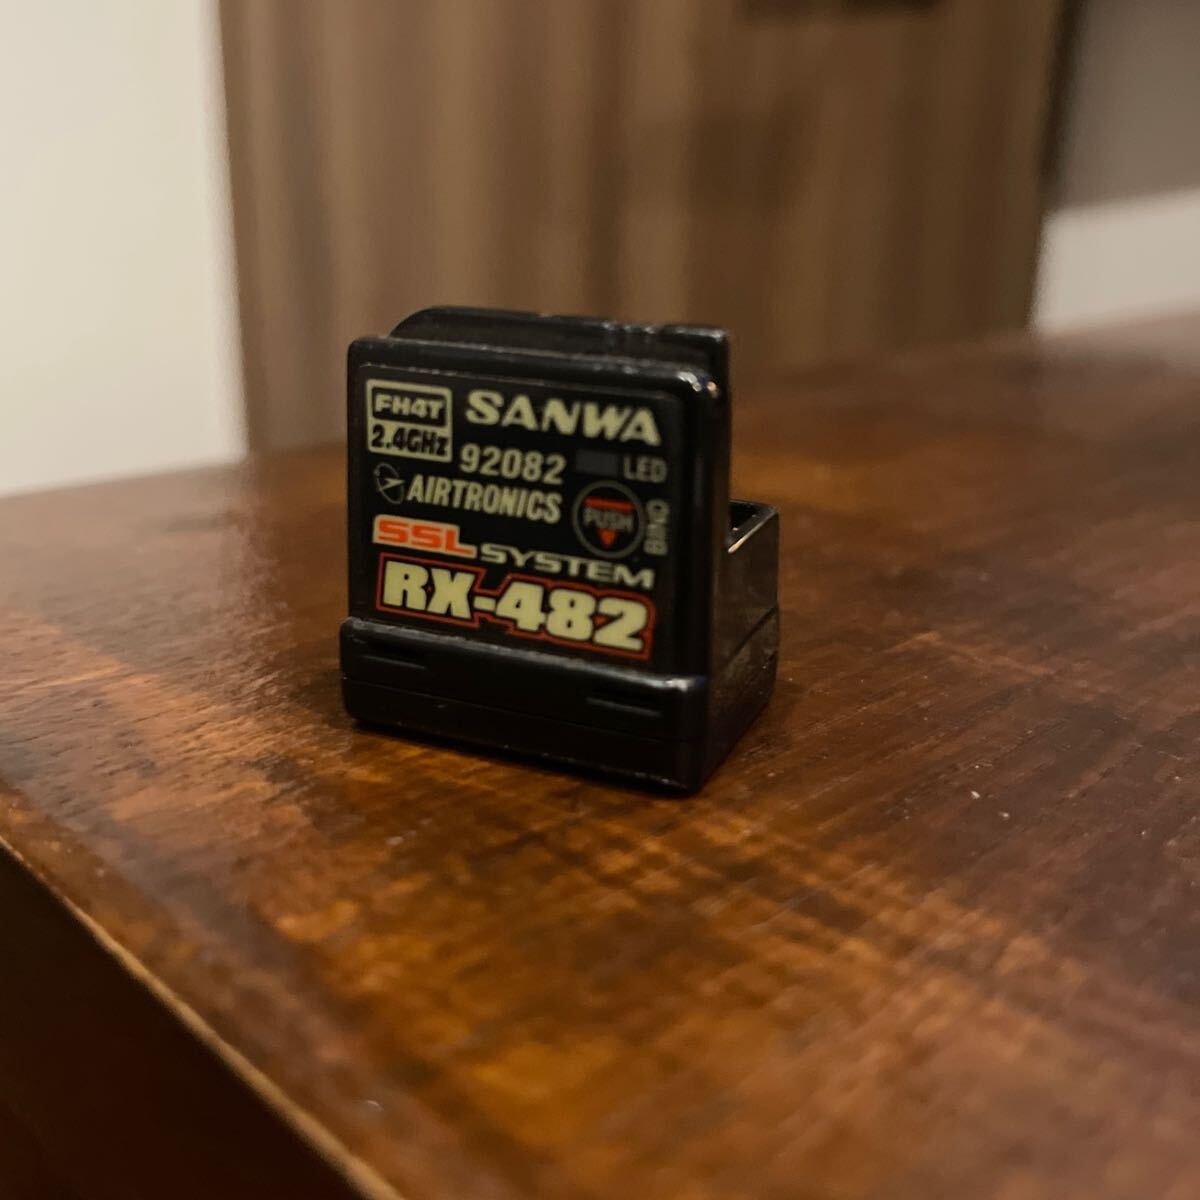 FH4T SANWA
2.4GHz 92082 LED
AIRTRONICS PUSH BIND
SSL SYSTEM
RX-482